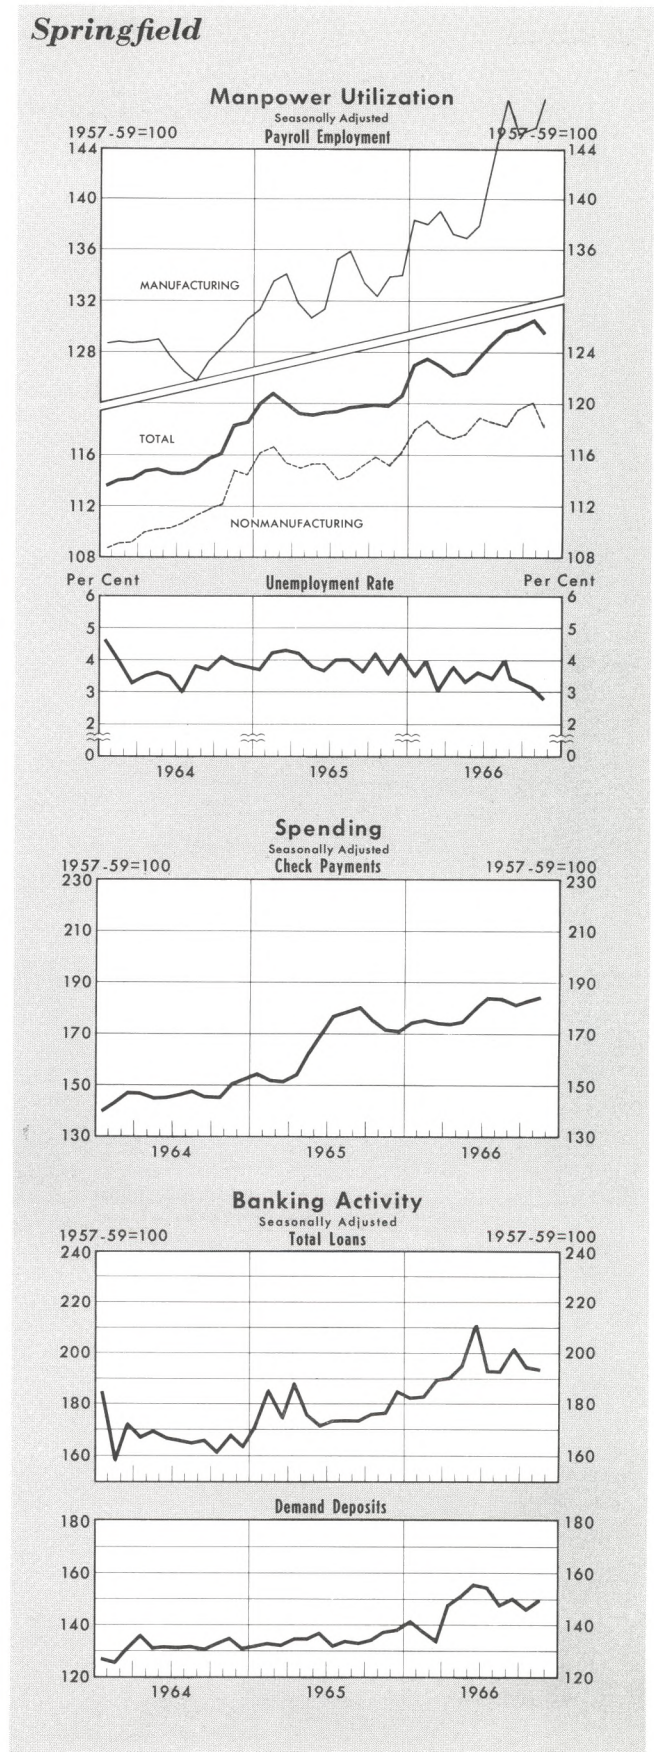 Springfield
Manpower Utilization
Seasonally Adjusted
1957-59=100 Payroll Employment 1957-59=100
144 144
140 140
136 136
MANUFACTURING
132 132
128 124
120
TOTAL
116 116
112 112
NONMANUFACTURING
108 108
Per Cent Unemployment Rate Per Cent
6 6
5 5
4 4
3 3
2 2
0 0
1964 1965 1966
Spending
Seasonally Adjusted
1957-59=100 Check Payments 1957-59=100
230 230
210 210
190 190
170 170
150 150
130 130
1964 1965 1966
Banking Activity
Seasonally Adjusted
1957-59=100 Total Loans 1957-59=100
240 240
220 220
200 200
180 180
160 160
Demand Deposits
180 180
160 160
140 140
120 120
1964 1965 1966